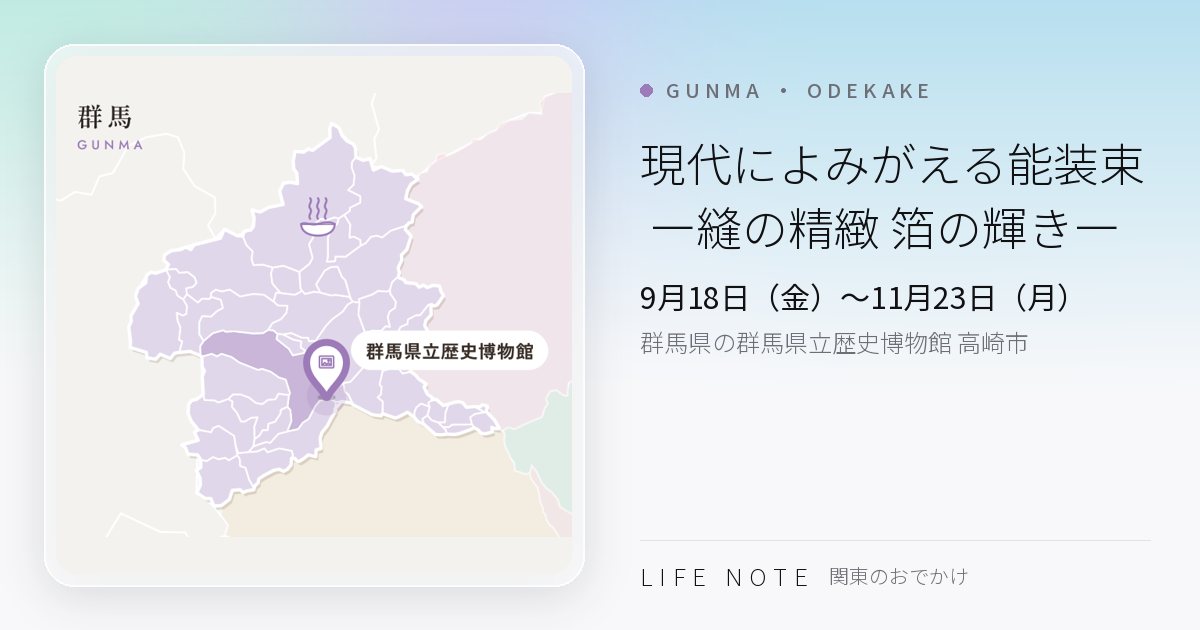 群馬
GUNMA
群馬県立歴史博物館
GUNMA ・ ODEKAKE
現代によみがえる能装束
―縫の精緻 箔の輝き―
9月18日（金）～11月23日（月）
群馬県の群馬県立歴史博物館 高崎市
LIFE NOTE 関東のおでかけ